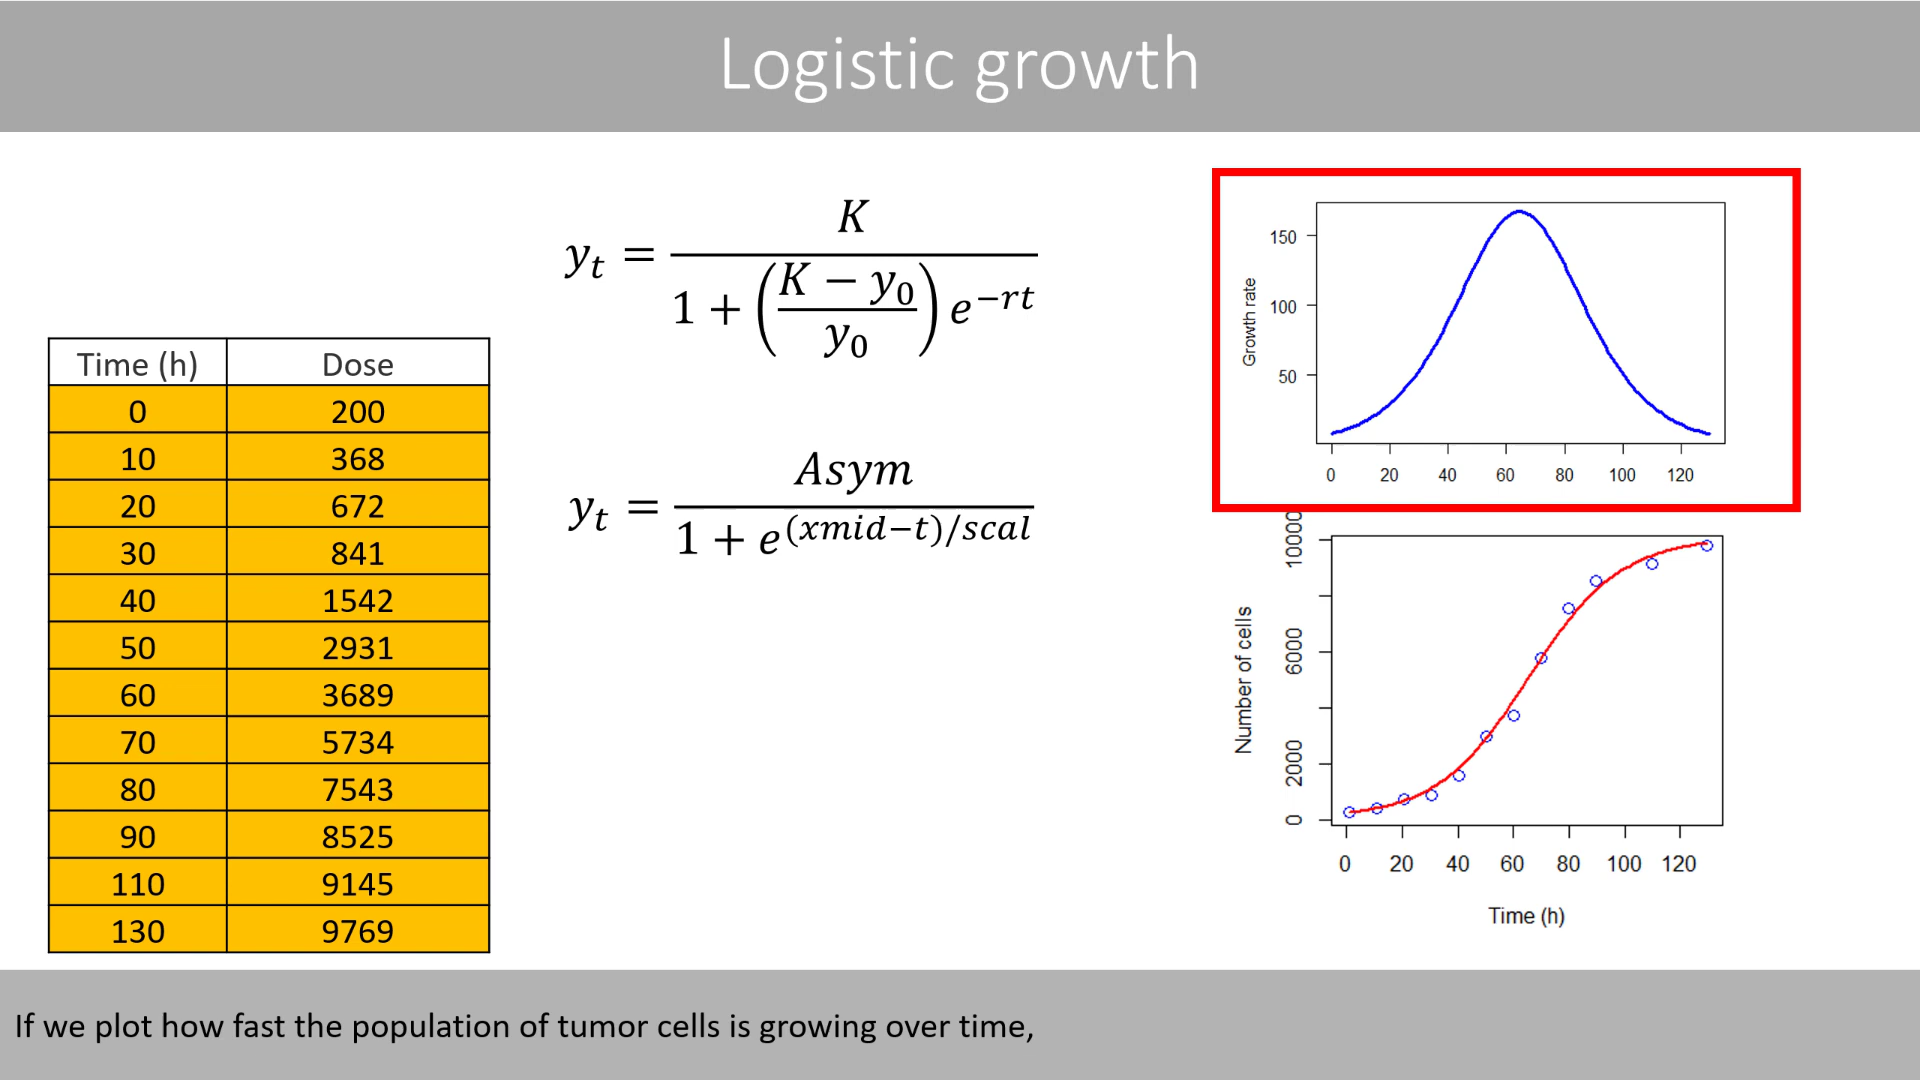 Logistic growth
Time (h) Dose
0 200
10 368
20 672
30 841
40 1542
50 2931
60 3689
70 5734
80 7543
90 8525
110 9145
130 9769
y_t = K / (1 + ((K − y_0) / y_0) e^{−rt})
y_t = Asym / (1 + e^{(xmid−t)/scal})
Growth rate
150
100
50
0 20 40 60 80 100 120
Number of cells
10000
6000
2000
0
0 20 40 60 80 100 120
Time (h)
If we plot how fast the population of tumor cells is growing over time,